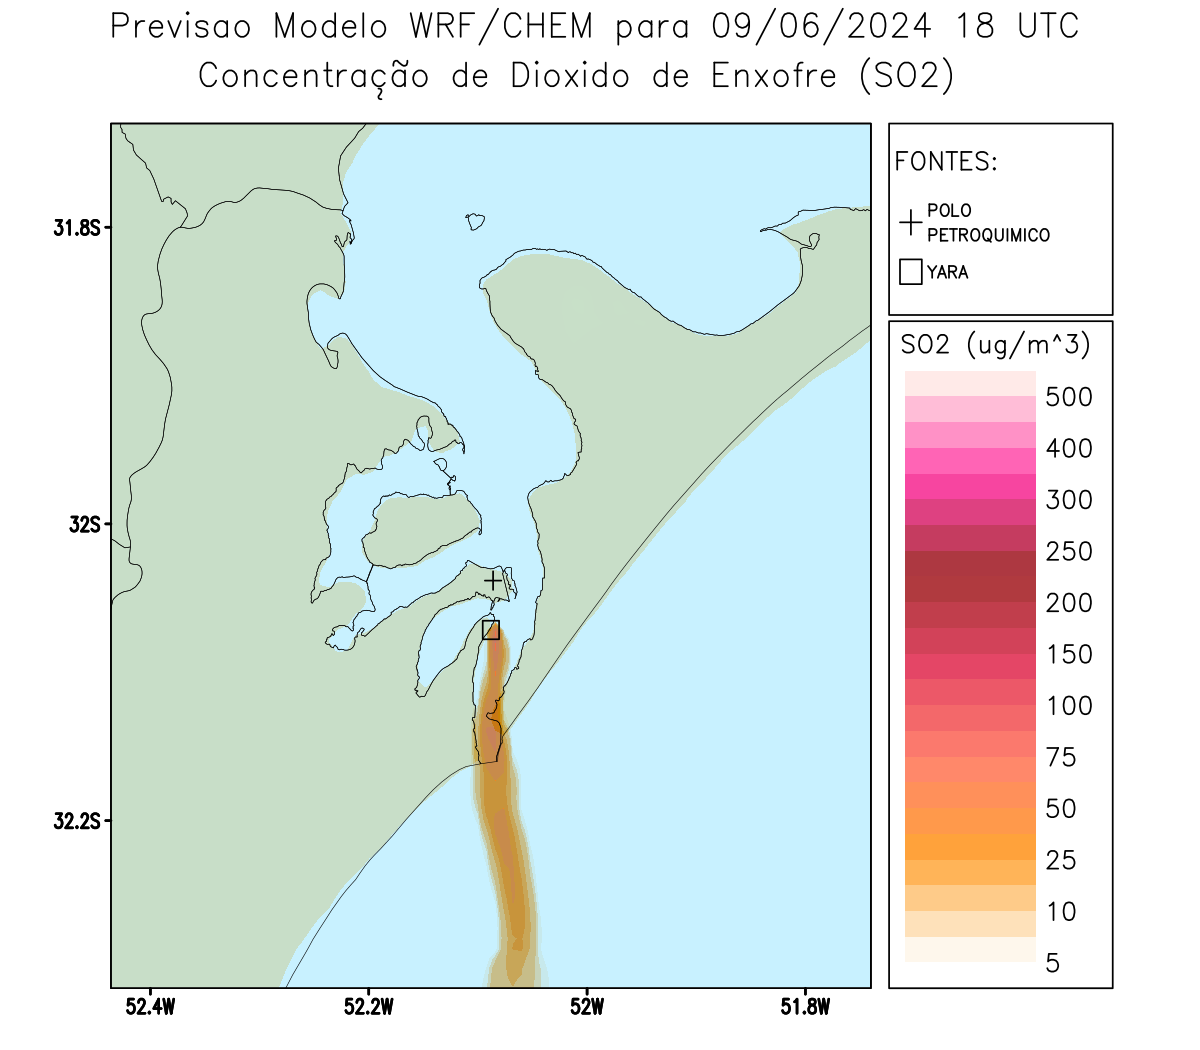 Previsao Modelo WRF/CHEM para 09/06/2024 18 UTC
Concentração de Dioxido de Enxofre (SO2)
FONTES:
POLO
PETROQUIMICO
YARA
31.8S
32S
32.2S
52.4W
52.2W
52W
51.8W
SO2 (ug/m^3)
500
400
300
250
200
150
100
75
50
25
10
5